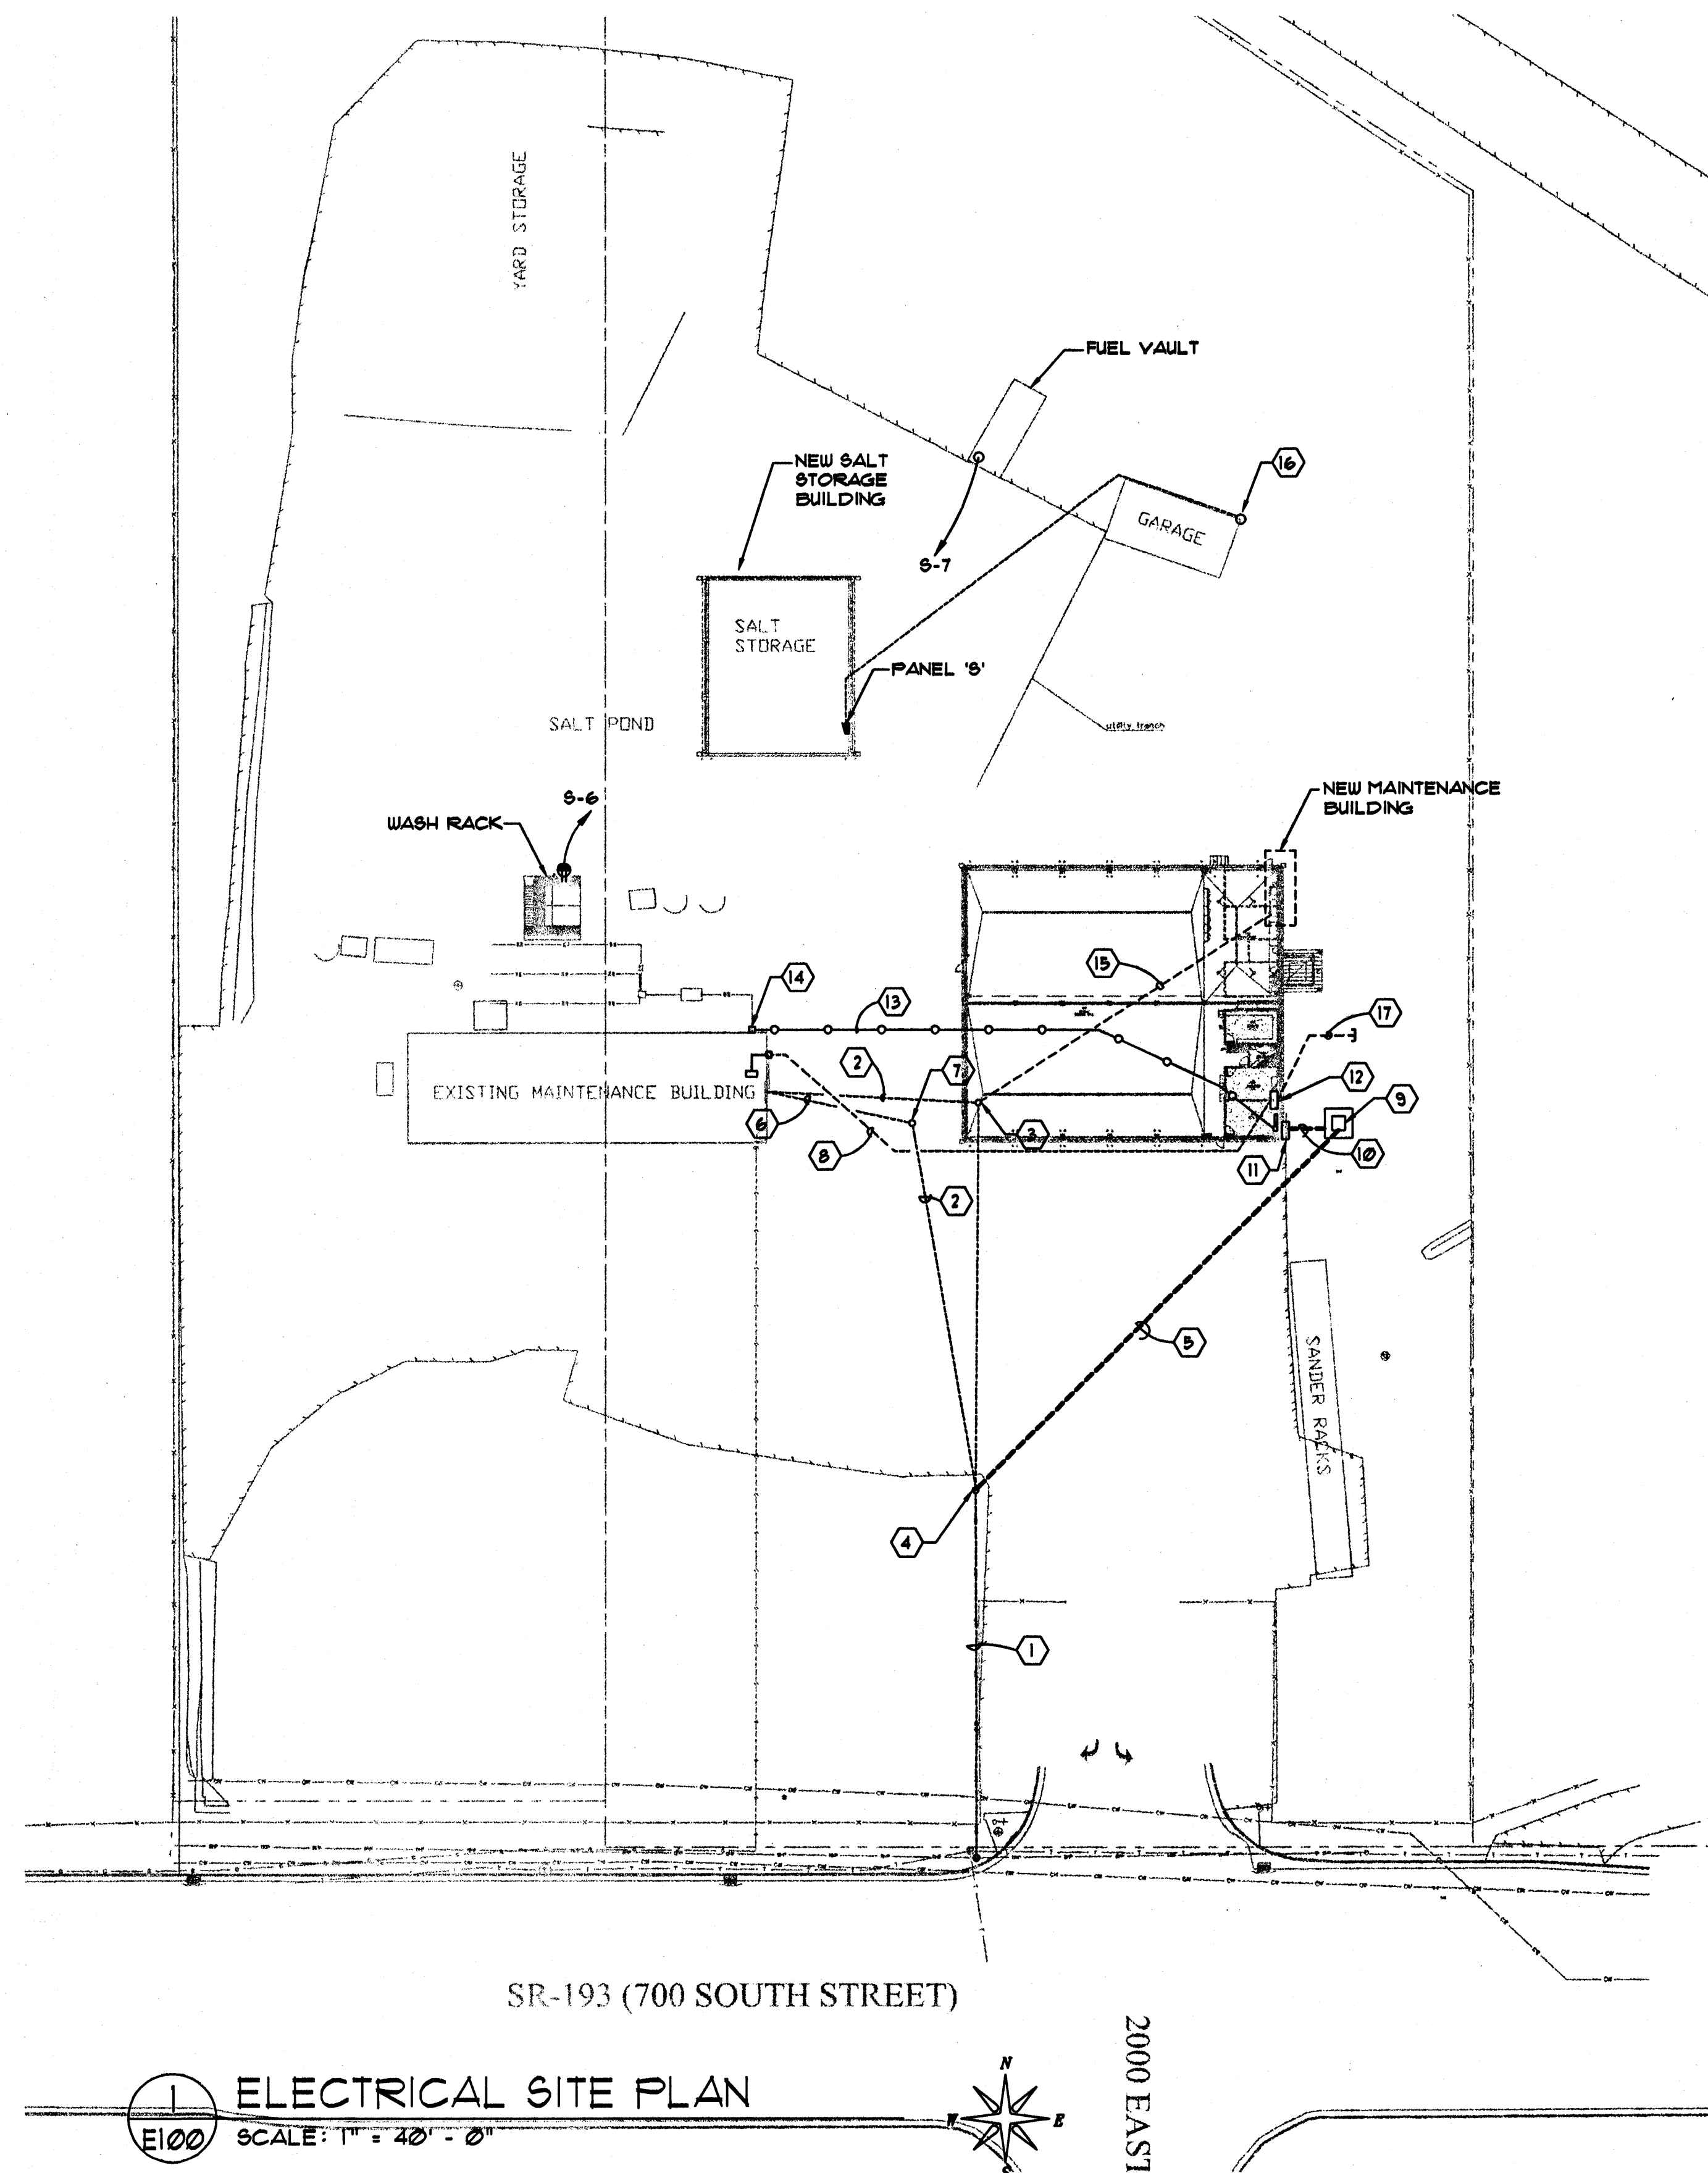 YARD STORAGE
FUEL VAULT
NEW SALT
STORAGE
BUILDING
16
GARAGE
S-7
SALT
STORAGE
PANEL 'S'
SALT POND
utility trench
NEW MAINTENANCE
BUILDING
S-6
WASH RACK
15
14
13
17
2
7
12
EXISTING MAINTENANCE BUILDING
9
6
3
8
10
11
2
5
SANDER RACKS
4
1
SR-193 (700 SOUTH STREET)
2000 EAST
N
W
E
S
1
E100
ELECTRICAL SITE PLAN
SCALE: 1" = 40' - 0"